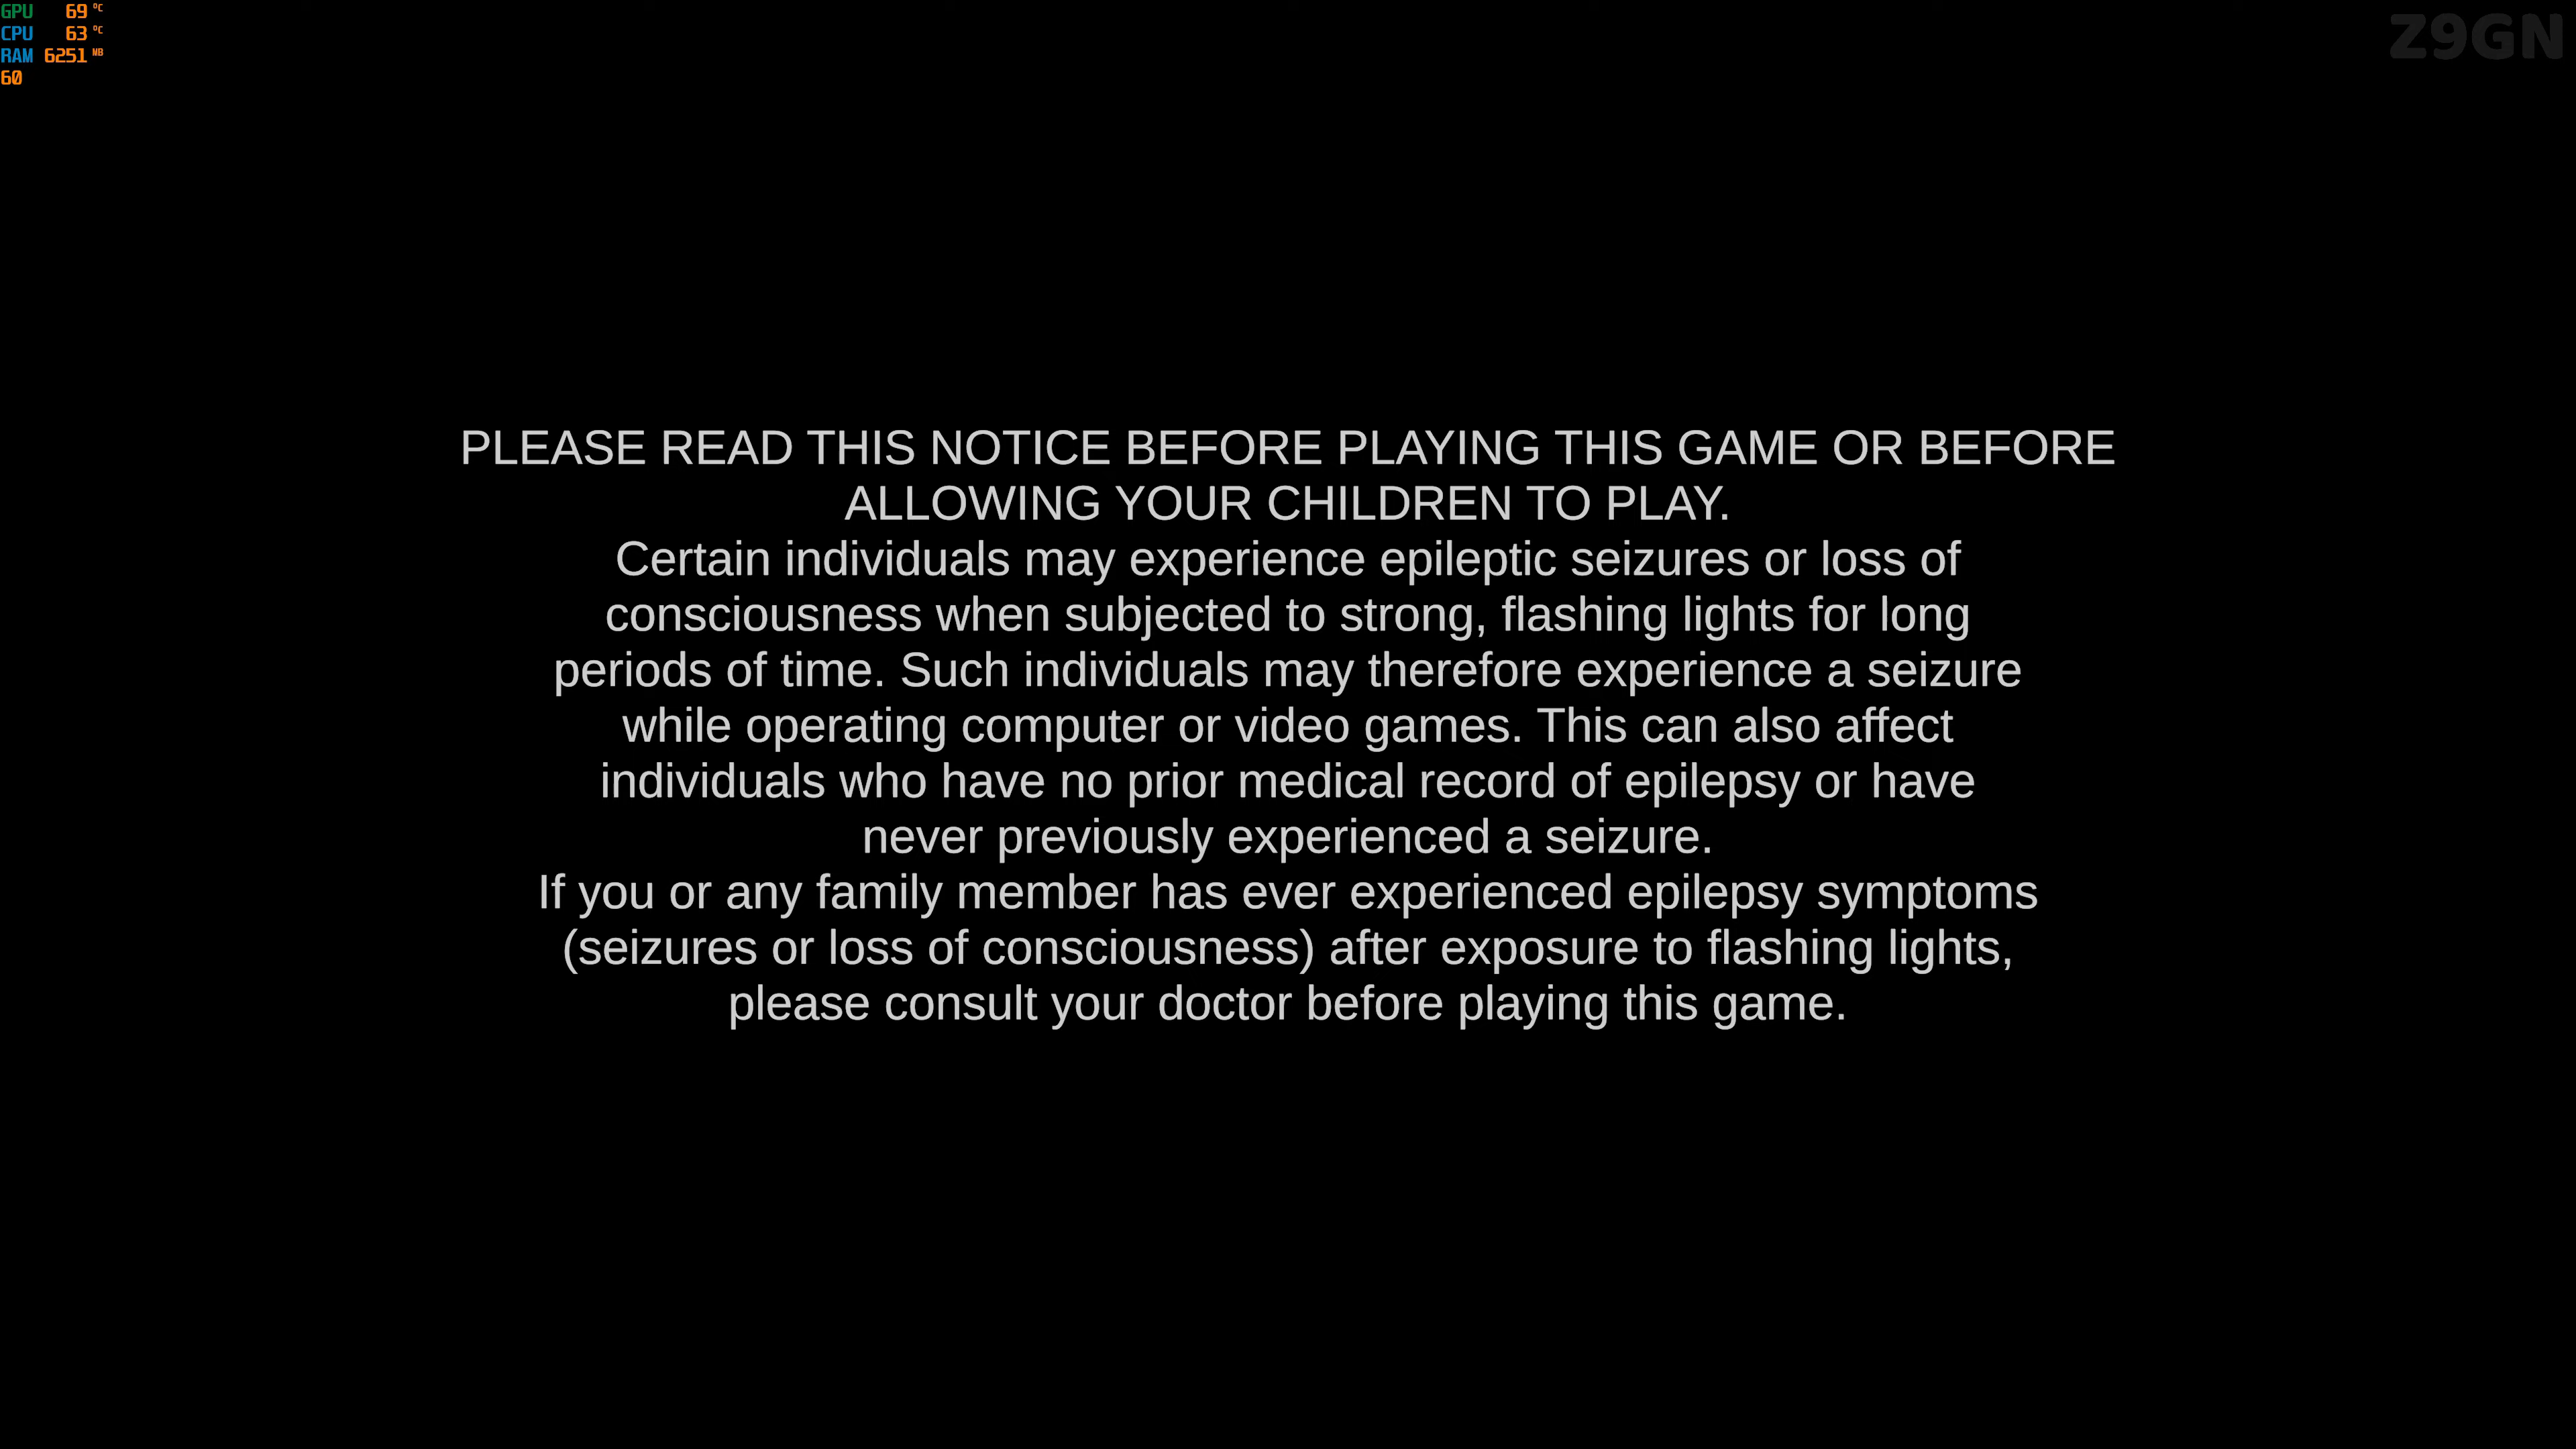 GPU 69 °C
CPU 63 °C
RAM 6251 MB
60
Z9GN
PLEASE READ THIS NOTICE BEFORE PLAYING THIS GAME OR BEFORE
ALLOWING YOUR CHILDREN TO PLAY.
Certain individuals may experience epileptic seizures or loss of
consciousness when subjected to strong, flashing lights for long
periods of time. Such individuals may therefore experience a seizure
while operating computer or video games. This can also affect
individuals who have no prior medical record of epilepsy or have
never previously experienced a seizure.
If you or any family member has ever experienced epilepsy symptoms
(seizures or loss of consciousness) after exposure to flashing lights,
please consult your doctor before playing this game.